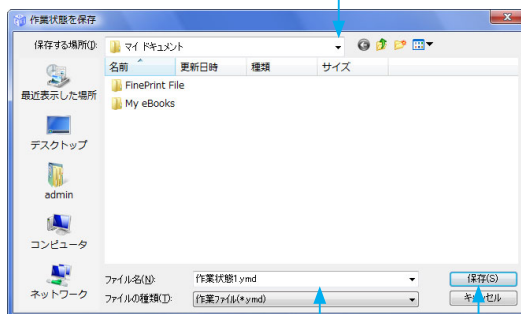 作業状態を保存
保存する場所(I):
マイ ドキュメント
名前
更新日時
種類
サイズ
FinePrint File
My eBooks
最近表示した場所
デスクトップ
admin
コンピュータ
ネットワーク
ファイル名(N):
作業状態1.ymd
保存(S)
ファイルの種類(T):
作業ファイル(*.ymd)
キャンセル